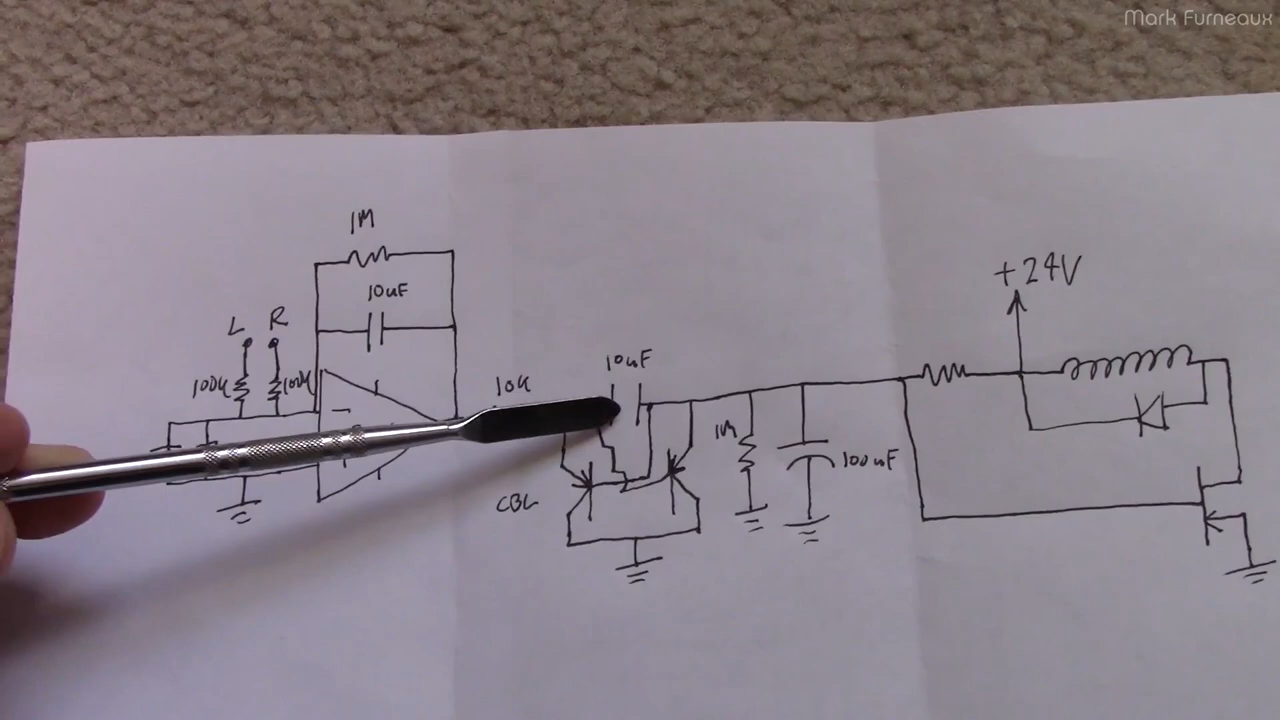 Mark Furneaux
1M
10uF
L R
100K 100K
10K
10uF
CBL
1M
100uF
+24V